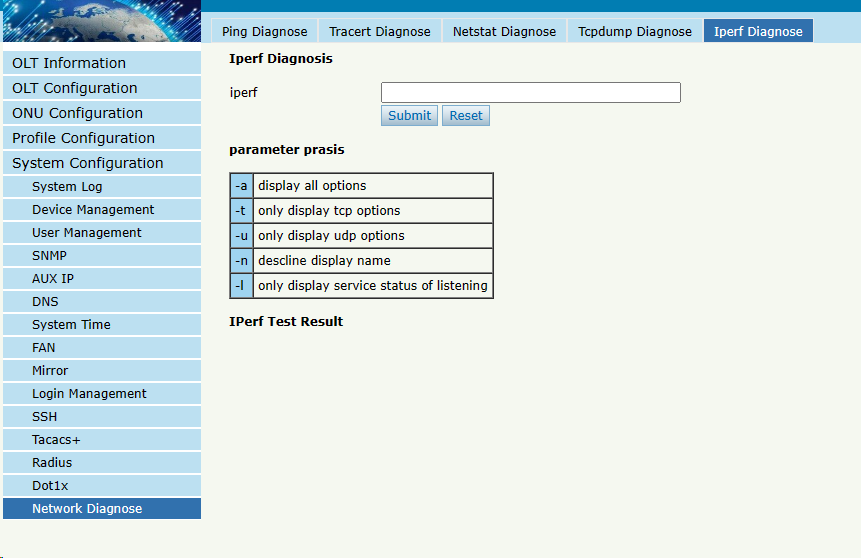 Ping Diagnose Tracert Diagnose Netstat Diagnose Tcpdump Diagnose Iperf Diagnose
OLT Information
OLT Configuration
ONU Configuration
Profile Configuration
System Configuration
System Log
Device Management
User Management
SNMP
AUX IP
DNS
System Time
FAN
Mirror
Login Management
SSH
Tacacs+
Radius
Dot1x
Network Diagnose
Iperf Diagnosis
iperf
Submit Reset
parameter prasis
-a display all options
-t only display tcp options
-u only display udp options
-n descline display name
-l only display service status of listening
IPerf Test Result